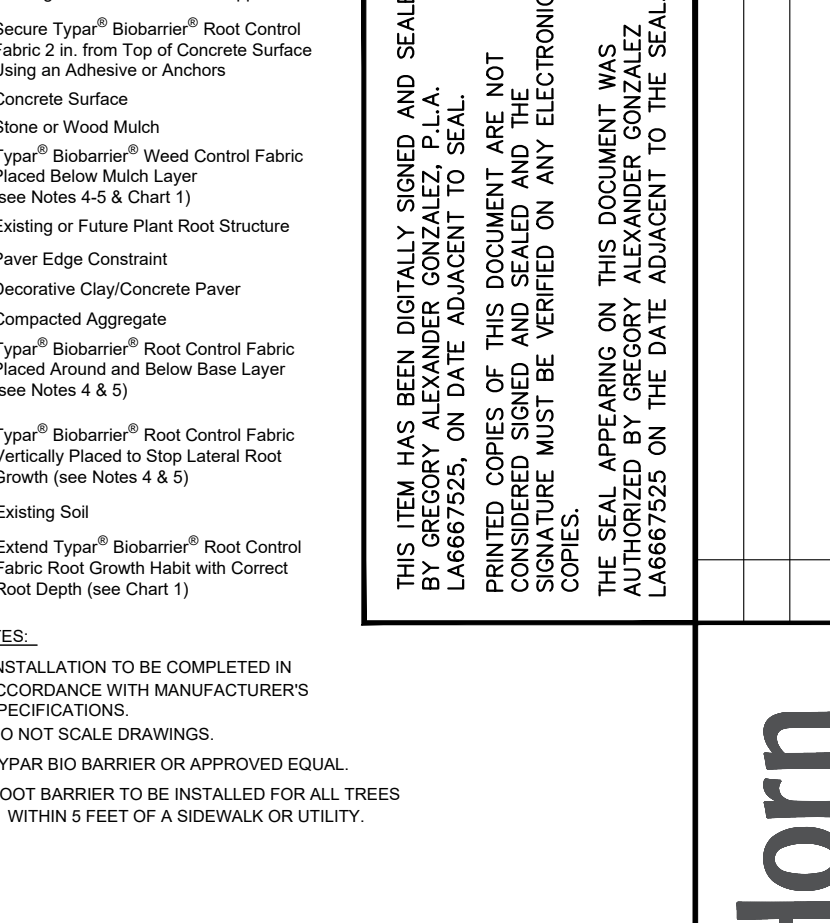 Secure Typar® Biobarrier® Root Control
Fabric 2 in. from Top of Concrete Surface
Using an Adhesive or Anchors
Concrete Surface
Stone or Wood Mulch
Typar® Biobarrier® Weed Control Fabric
Placed Below Mulch Layer
(see Notes 4-5 & Chart 1)
Existing or Future Plant Root Structure
Paver Edge Constraint
Decorative Clay/Concrete Paver
Compacted Aggregate
Typar® Biobarrier® Root Control Fabric
Placed Around and Below Base Layer
(see Notes 4 & 5)
Typar® Biobarrier® Root Control Fabric
Vertically Placed to Stop Lateral Root
Growth (see Notes 4 & 5)
Existing Soil
Extend Typar® Biobarrier® Root Control
Fabric Root Growth Habit with Correct
Root Depth (see Chart 1)
TES:
NSTALLATION TO BE COMPLETED IN
CCORDANCE WITH MANUFACTURER'S
PECIFICATIONS.
O NOT SCALE DRAWINGS.
YPAR BIO BARRIER OR APPROVED EQUAL.
OOT BARRIER TO BE INSTALLED FOR ALL TREES
WITHIN 5 FEET OF A SIDEWALK OR UTILITY.
THIS ITEM HAS BEEN DIGITALLY SIGNED AND SEALE
BY GREGORY ALEXANDER GONZALEZ, P.L.A.
LA6667525, ON DATE ADJACENT TO SEAL.
PRINTED COPIES OF THIS DOCUMENT ARE NOT
CONSIDERED SIGNED AND SEALED AND THE
SIGNATURE MUST BE VERIFIED ON ANY ELECTRONIC
COPIES.
THE SEAL APPEARING ON THIS DOCUMENT WAS
AUTHORIZED BY GREGORY ALEXANDER GONZALEZ
LA6667525 ON THE DATE ADJACENT TO THE SEAL.
Horn